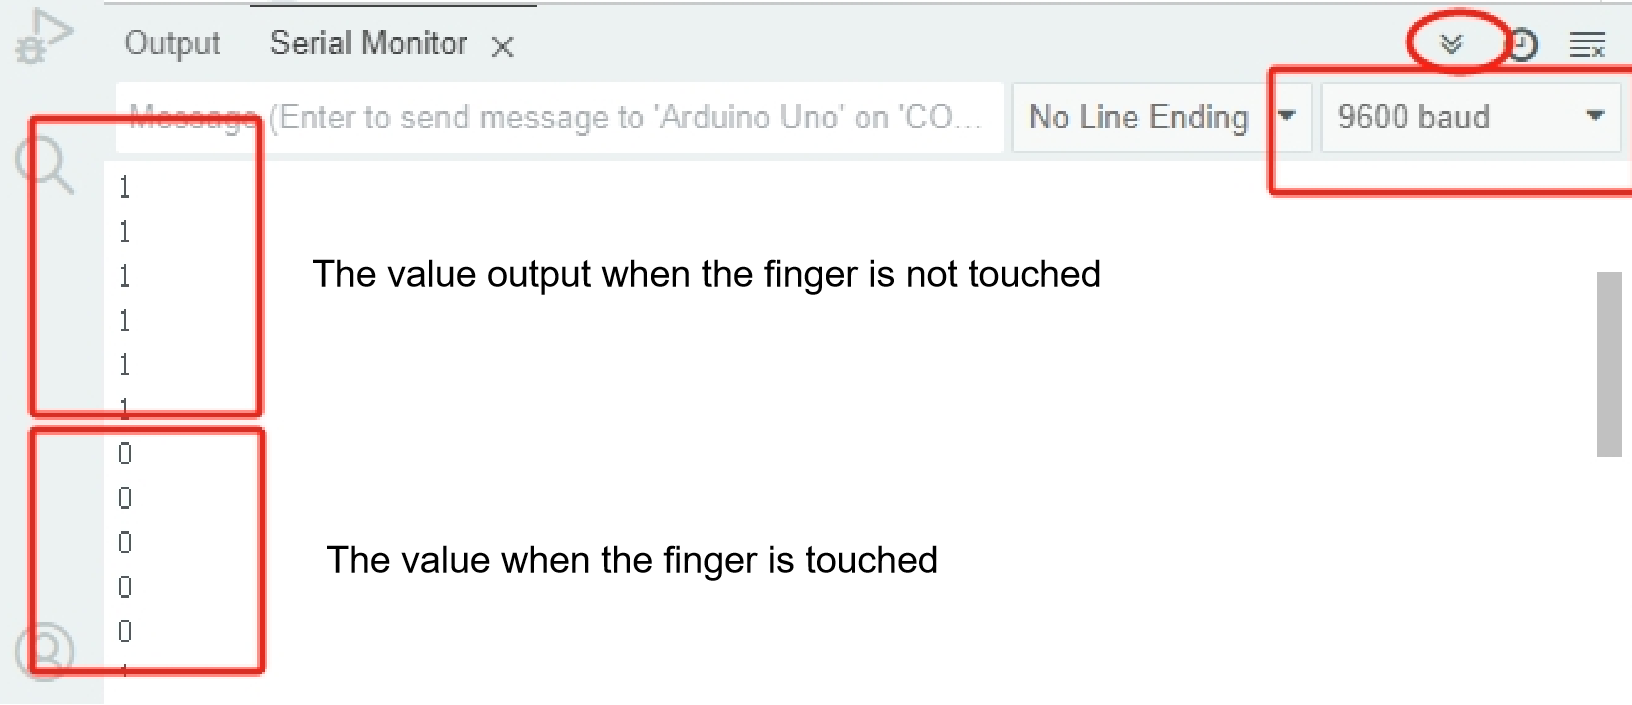 Output Serial Monitor
Message (Enter to send message to 'Arduino Uno' on 'CO... No Line Ending 9600 baud
1
1
1
The value output when the finger is not touched
1
1
1
0
0
0
The value when the finger is touched
0
0